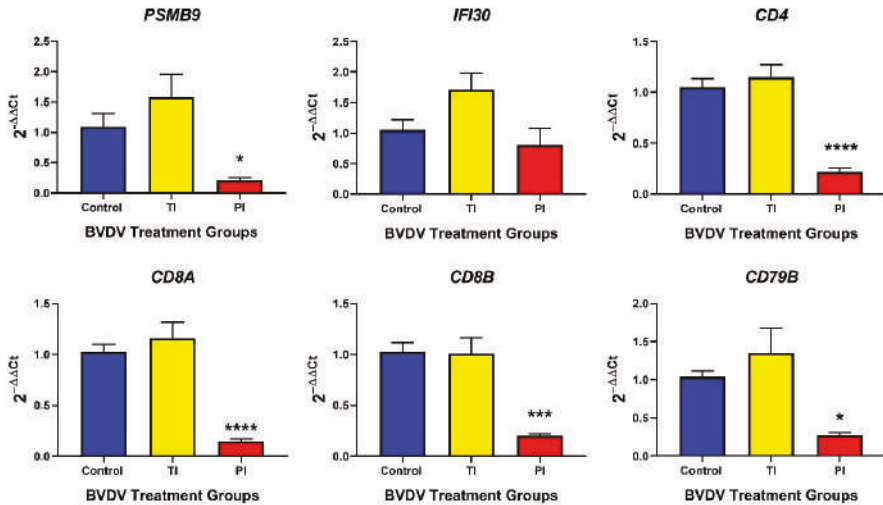 PSMB9
2.5
2.0
1.5
1.0
0.5
0.0
2^-ΔΔCt
Control TI PI
*
BVDV Treatment Groups
IFI30
2.5
2.0
1.5
1.0
0.5
0.0
2^-ΔΔCt
Control TI PI
BVDV Treatment Groups
CD4
1.5
1.0
0.5
0.0
2^-ΔΔCt
****
Control TI PI
BVDV Treatment Groups
CD8A
1.5
1.0
0.5
0.0
2^-ΔΔCt
****
Control TI PI
BVDV Treatment Groups
CD8B
1.5
1.0
0.5
0.0
2^-ΔΔCt
***
Control TI PI
BVDV Treatment Groups
CD79B
2.0
1.5
1.0
0.5
0.0
2^-ΔΔCt
*
Control TI PI
BVDV Treatment Groups